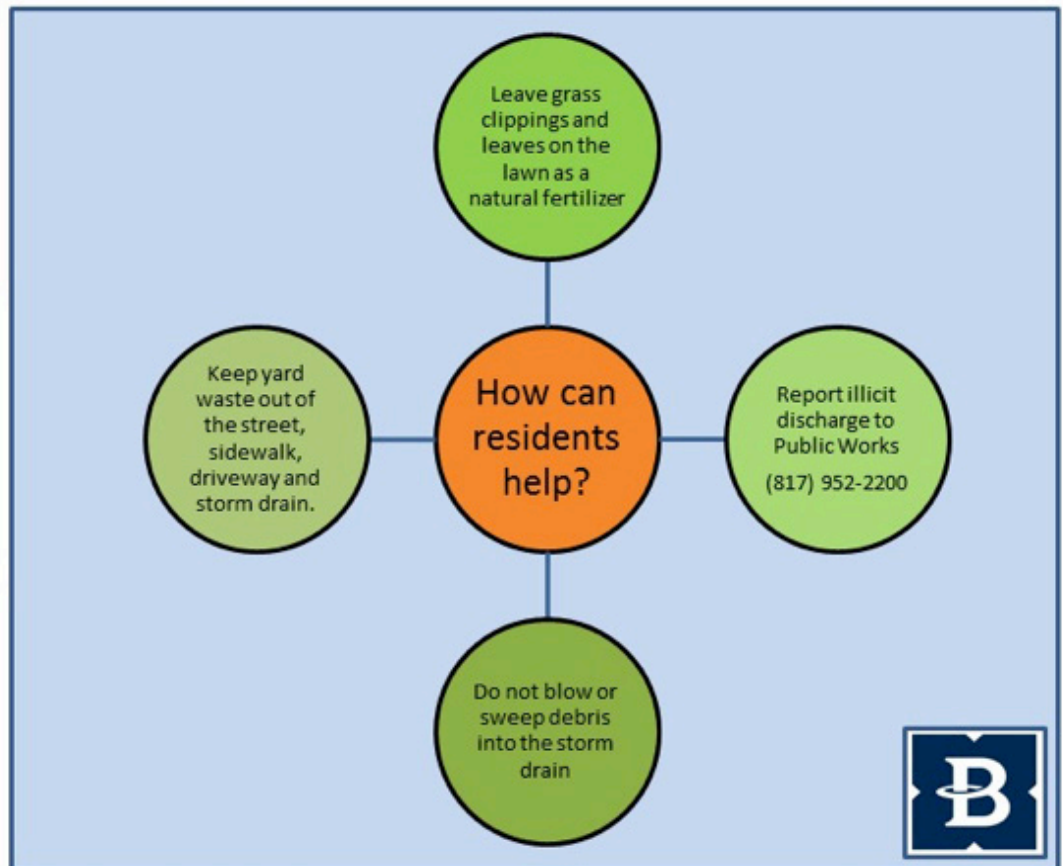 Leave grass
clippings and
leaves on the
lawn as a
natural fertilizer
Keep yard
waste out of
the street,
sidewalk,
driveway and
storm drain.
How can
residents
help?
Report illicit
discharge to
Public Works
(817) 952-2200
Do not blow or
sweep debris
into the storm
drain
B